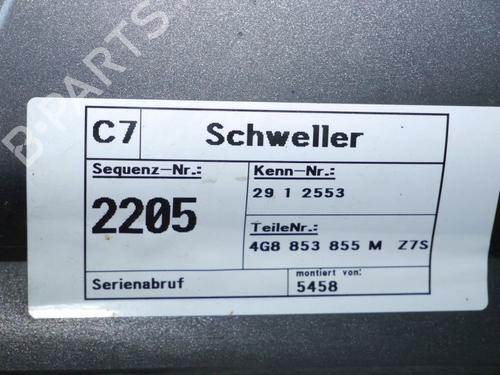 B-PARTS
C7 Schweller
Sequenz-Nr.:
2205
Kenn-Nr.:
29 1 2553
TeileNr.:
4G8 853 855 M Z7S
Serienabruf
montiert von:
5458